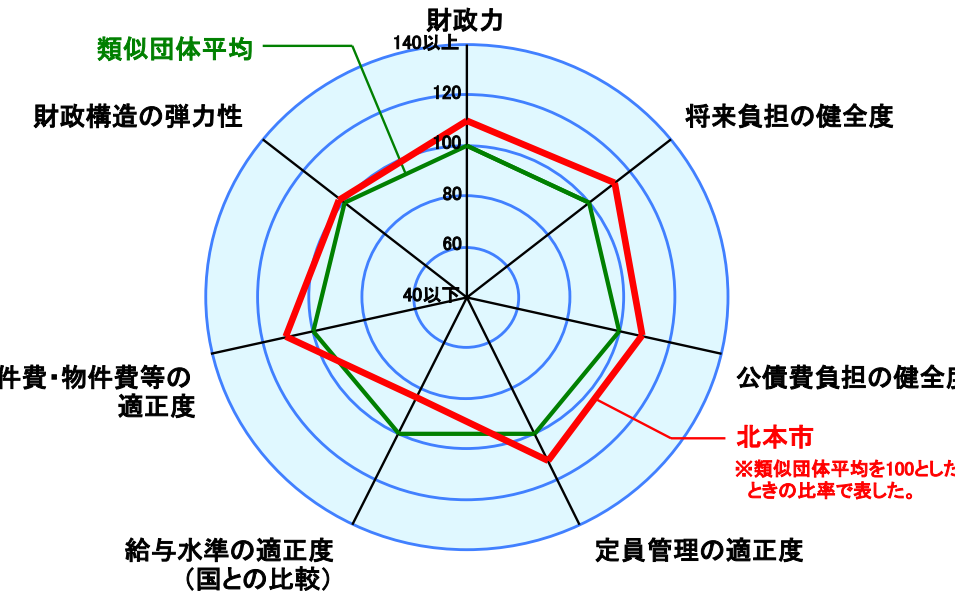 財政力
140以上
類似団体平均
120
財政構造の弾力性
将来負担の健全度
100
80
60
40以下
件費・物件費等の
適正度
公債費負担の健全度
北本市
※類似団体平均を100とした
ときの比率で表した。
給与水準の適正度
（国との比較）
定員管理の適正度